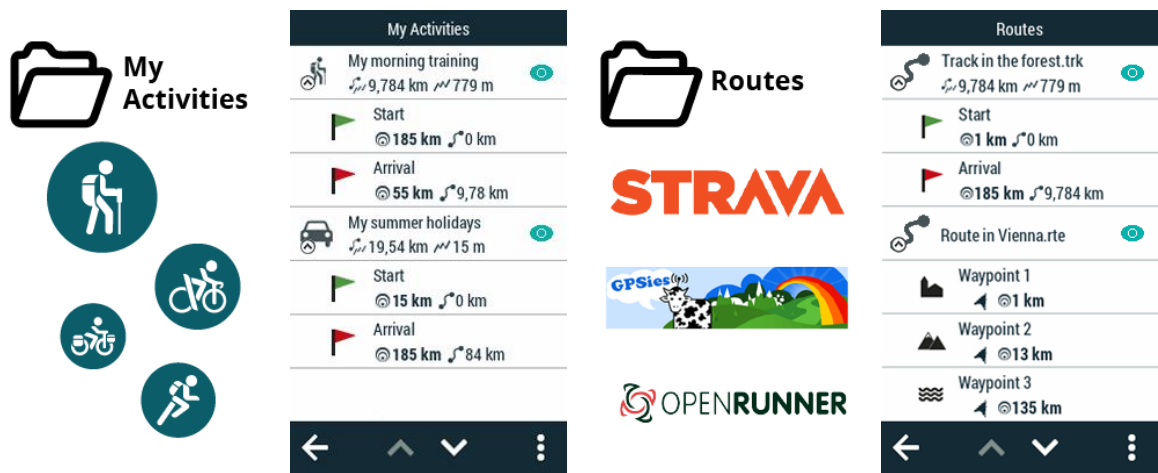 My
Activities
My Activities
My morning training
9,784 km 779 m
Start
185 km 0 km
Arrival
55 km 9,78 km
My summer holidays
19,54 km 15 m
Start
15 km 0 km
Arrival
185 km 84 km
Routes
STRAVA
GPSies
OPENRUNNER
Routes
Track in the forest.trk
9,784 km 779 m
Start
1 km 0 km
Arrival
185 km 9,784 km
Route in Vienna.rte
Waypoint 1
1 km
Waypoint 2
13 km
Waypoint 3
135 km